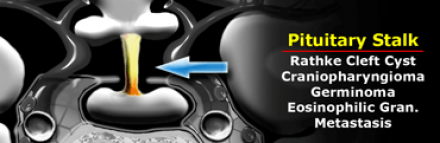 Pituitary Stalk
Rathke Cleft Cyst
Craniopharyngioma
Germinoma
Eosinophilic Gran.
Metastasis